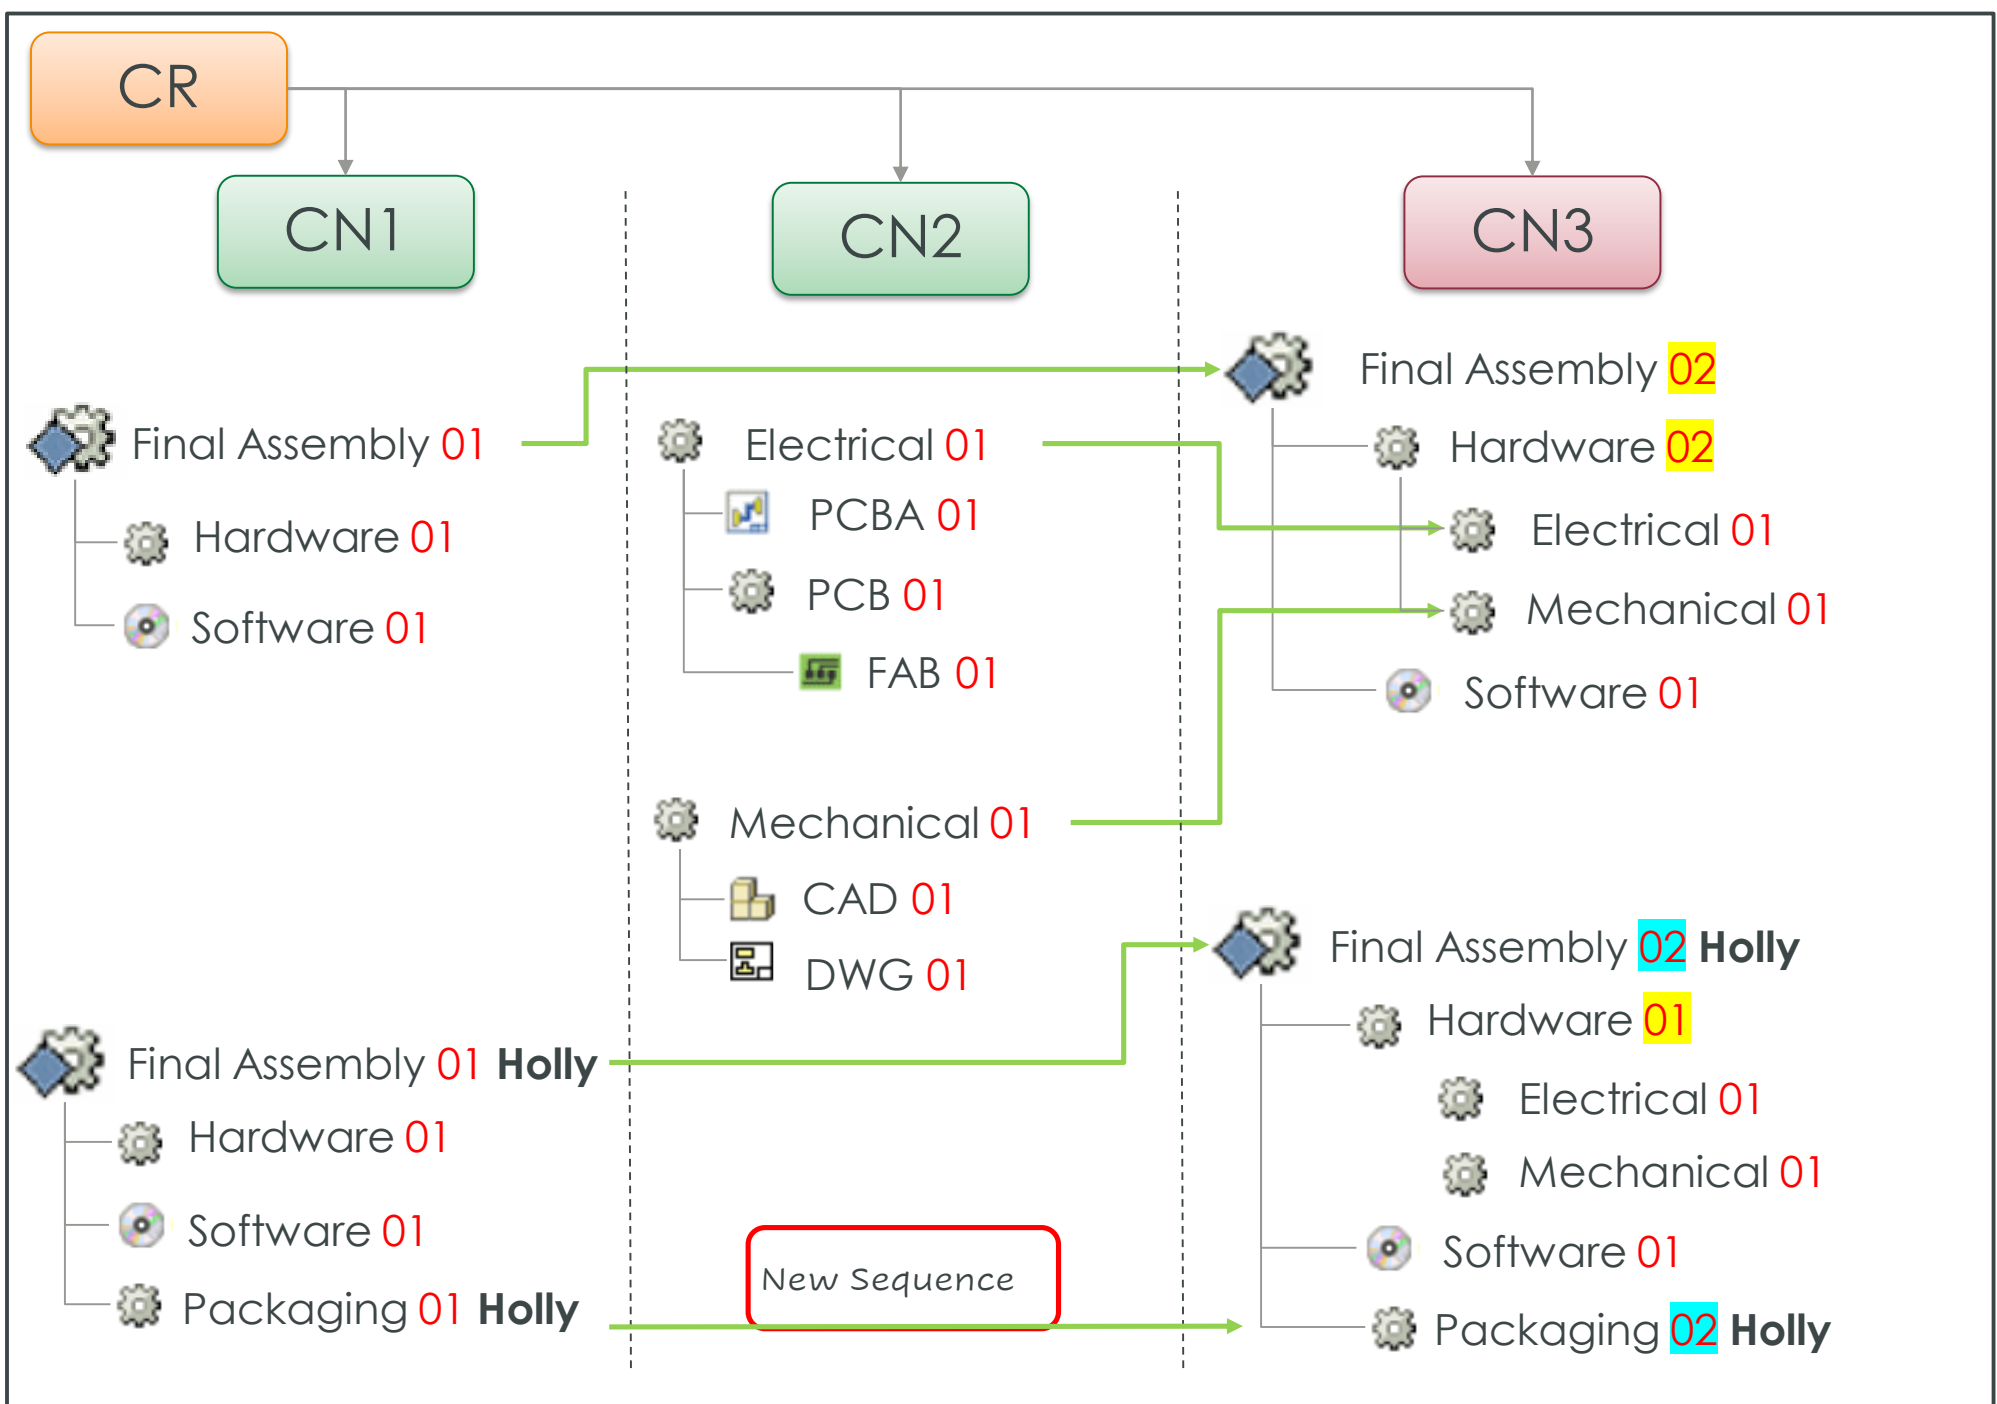 CR
CN1
CN2
CN3
Final Assembly 01
Hardware 01
Software 01
Final Assembly 01 Holly
Hardware 01
Software 01
Packaging 01 Holly
Electrical 01
PCBA 01
PCB 01
FAB 01
Mechanical 01
CAD 01
DWG 01
New Sequence
Final Assembly 02
Hardware 02
Electrical 01
Mechanical 01
Software 01
Final Assembly 02 Holly
Hardware 01
Electrical 01
Mechanical 01
Software 01
Packaging 02 Holly